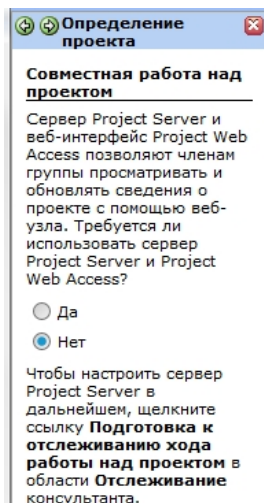 Определение
проекта
Совместная работа над
проектом
Сервер Project Server и
веб-интерфейс Project Web
Access позволяют членам
группы просматривать и
обновлять сведения о
проекте с помощью веб-
узла. Требуется ли
использовать сервер
Project Server и Project
Web Access?
Да
Нет
Чтобы настроить сервер
Project Server в
дальнейшем, щелкните
ссылку Подготовка к
отслеживанию хода
работы над проектом в
области Отслеживание
консультанта.